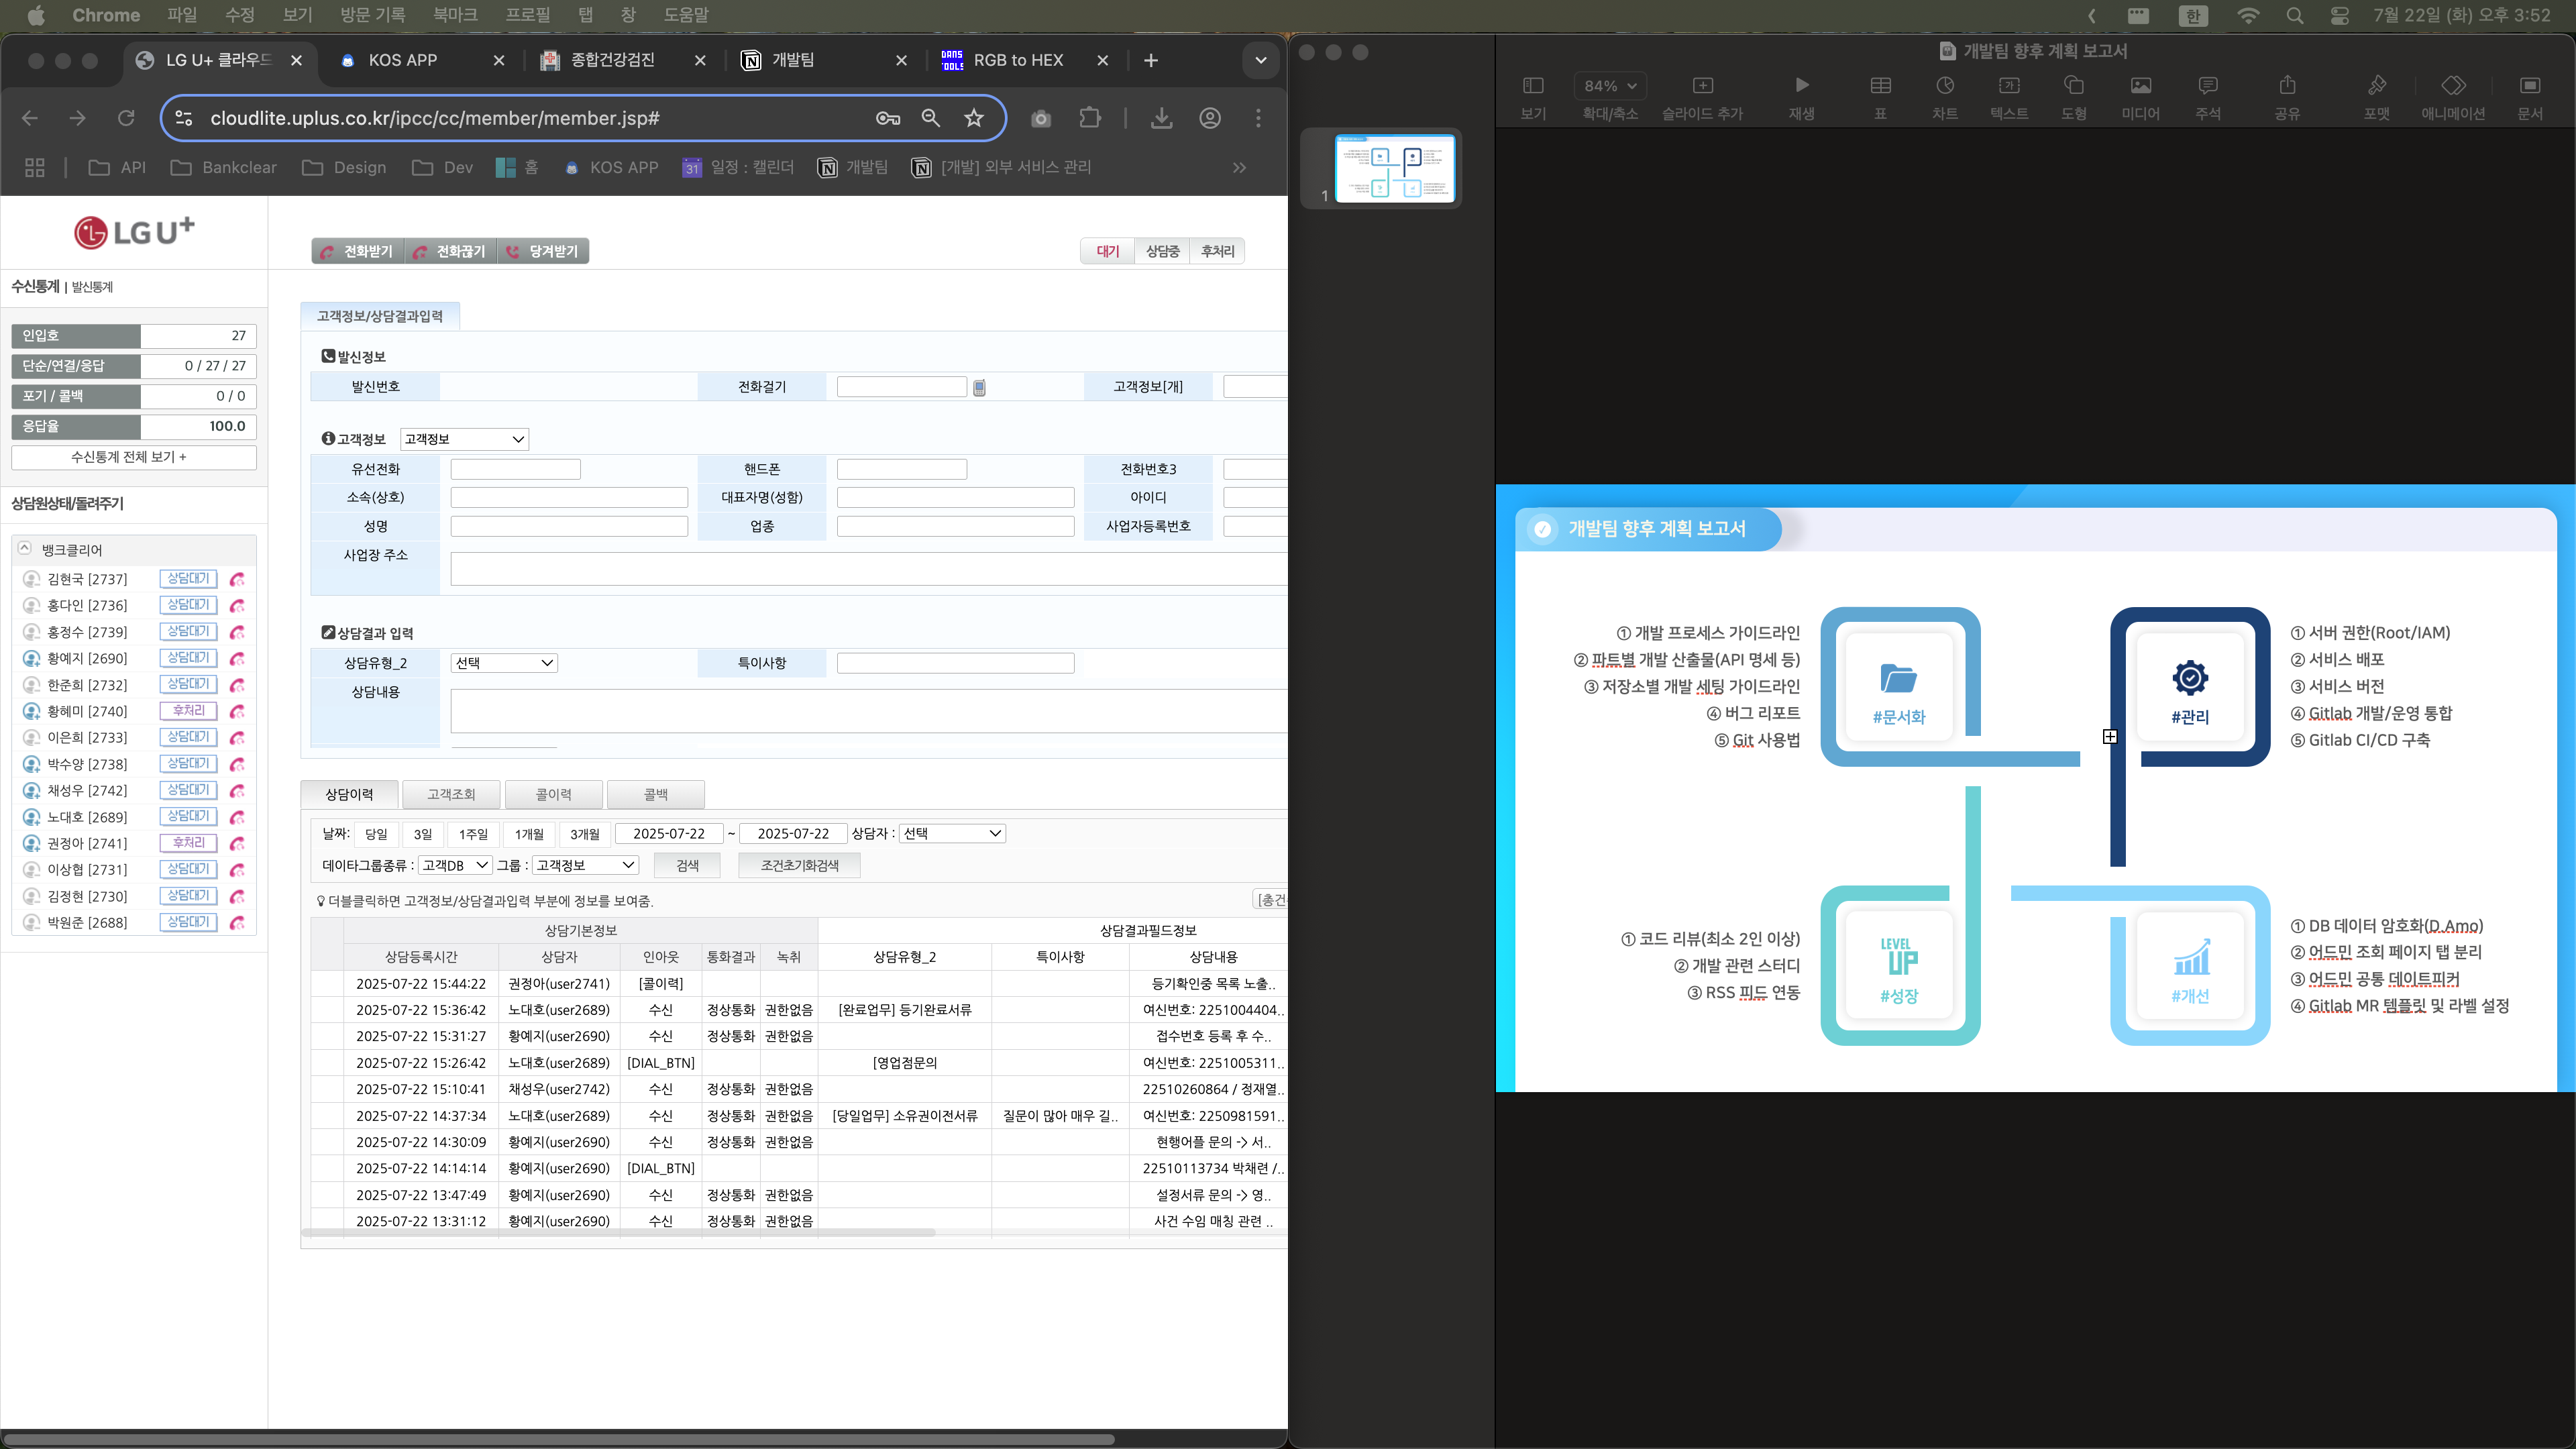 Chrome 파일 수정 보기 방문 기록 북마크 프로필 탭 창 도움말
한 7월 22일 (화) 오후 3:52
LG U+ 클라우드
KOS APP
종합건강검진
개발팀
RGB to HEX
cloudlite.uplus.co.kr/ipcc/cc/member/member.jsp#
API Bankclear Design Dev 홈 KOS APP 31 일정 : 캘린더 개발팀 [개발] 외부 서비스 관리
LG U+
수신통계 | 발신통계
인입호 27
단순/연결/응답 0 / 27 / 27
포기 / 콜백 0 / 0
응답율 100.0
수신통계 전체 보기 +
상담원상태/돌려주기
뱅크클리어
김현국 [2737] 상담대기
홍다인 [2736] 상담대기
홍정수 [2739] 상담대기
황예지 [2690] 상담대기
한준희 [2732] 상담대기
황혜미 [2740] 후처리
이은희 [2733] 상담대기
박수양 [2738] 상담대기
채성우 [2742] 상담대기
노대호 [2689] 상담대기
권정아 [2741] 후처리
이상협 [2731] 상담대기
김정현 [2730] 상담대기
박원준 [2688] 상담대기
전화받기 전화끊기 당겨받기
대기 상담중 후처리
고객정보/상담결과입력
발신정보
발신번호 전화걸기 고객정보[개]
고객정보 고객정보
유선전화 핸드폰 전화번호3
소속(상호) 대표자명(성함) 아이디
성명 업종 사업자등록번호
사업장 주소
상담결과 입력
상담유형_2 선택 특이사항
상담내용
상담이력 고객조회 콜이력 콜백
날짜: 당일 3일 1주일 1개월 3개월 2025-07-22 ~ 2025-07-22 상담자 : 선택
데이타그룹종류 : 고객DB 그룹 : 고객정보 검색 조건초기화검색
더블클릭하면 고객정보/상담결과입력 부분에 정보를 보여줌.
[총건
상담기본정보 상담결과필드정보
상담등록시간 상담자 인아웃 통화결과 녹취 상담유형_2 특이사항 상담내용
2025-07-22 15:44:22 권정아(user2741) [콜이력] 등기확인중 목록 노출..
2025-07-22 15:36:42 노대호(user2689) 수신 정상통화 권한없음 [완료업무] 등기완료서류 여신번호: 2251004404..
2025-07-22 15:31:27 황예지(user2690) 수신 정상통화 권한없음 접수번호 등록 후 수..
2025-07-22 15:26:42 노대호(user2689) [DIAL_BTN] [영업점문의 여신번호: 2251005311..
2025-07-22 15:10:41 채성우(user2742) 수신 정상통화 권한없음 22510260864 / 정재열..
2025-07-22 14:37:34 노대호(user2689) 수신 정상통화 권한없음 [당일업무] 소유권이전서류 질문이 많아 매우 길.. 여신번호: 2250981591..
2025-07-22 14:30:09 황예지(user2690) 수신 정상통화 권한없음 현행어플 문의 -> 서..
2025-07-22 14:14:14 황예지(user2690) [DIAL_BTN] 22510113734 박채련 /..
2025-07-22 13:47:49 황예지(user2690) 수신 정상통화 권한없음 설정서류 문의 -> 영..
2025-07-22 13:31:12 황예지(user2690) 수신 정상통화 권한없음 사건 수임 매칭 관련 ..
개발팀 향후 계획 보고서
84%
보기 확대/축소 슬라이드 추가 재생 표 차트 텍스트 도형 미디어 주석 공유 포맷 애니메이션 문서
1
개발팀 향후 계획 보고서
① 개발 프로세스 가이드라인
② 파트별 개발 산출물(API 명세 등)
③ 저장소별 개발 세팅 가이드라인
④ 버그 리포트
⑤ Git 사용법
#문서화
#관리
① 서버 권한(Root/IAM)
② 서비스 배포
③ 서비스 버전
④ Gitlab 개발/운영 통합
⑤ Gitlab CI/CD 구축
① 코드 리뷰(최소 2인 이상)
② 개발 관련 스터디
③ RSS 피드 연동
LEVEL UP
#성장
#개선
① DB 데이터 암호화(D.Amo)
② 어드민 조회 페이지 탭 분리
③ 어드민 공통 데이트피커
④ Gitlab MR 템플릿 및 라벨 설정